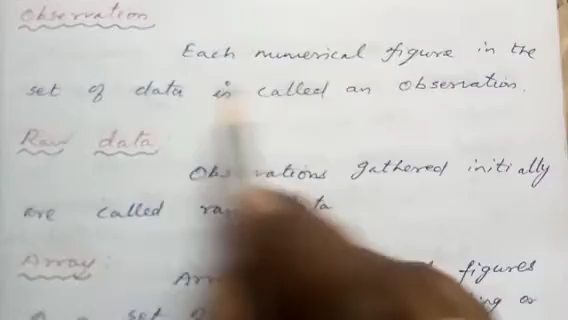 Observation
Each numerical figure in the
set of data is called an observation.
Raw data
gathered initially
are called
Array:
figures
set or